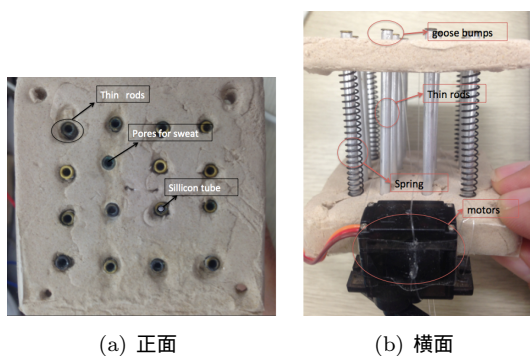 Thin rods
Pores for sweat
Sillicon tube
goose bumps
Thin rods
Spring
motors
(a) 正面
(b) 横面